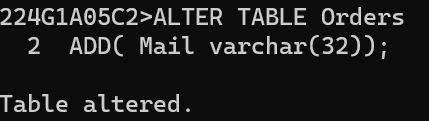 224G1A05C2>ALTER TABLE Orders
2 ADD( Mail varchar(32));
Table altered.